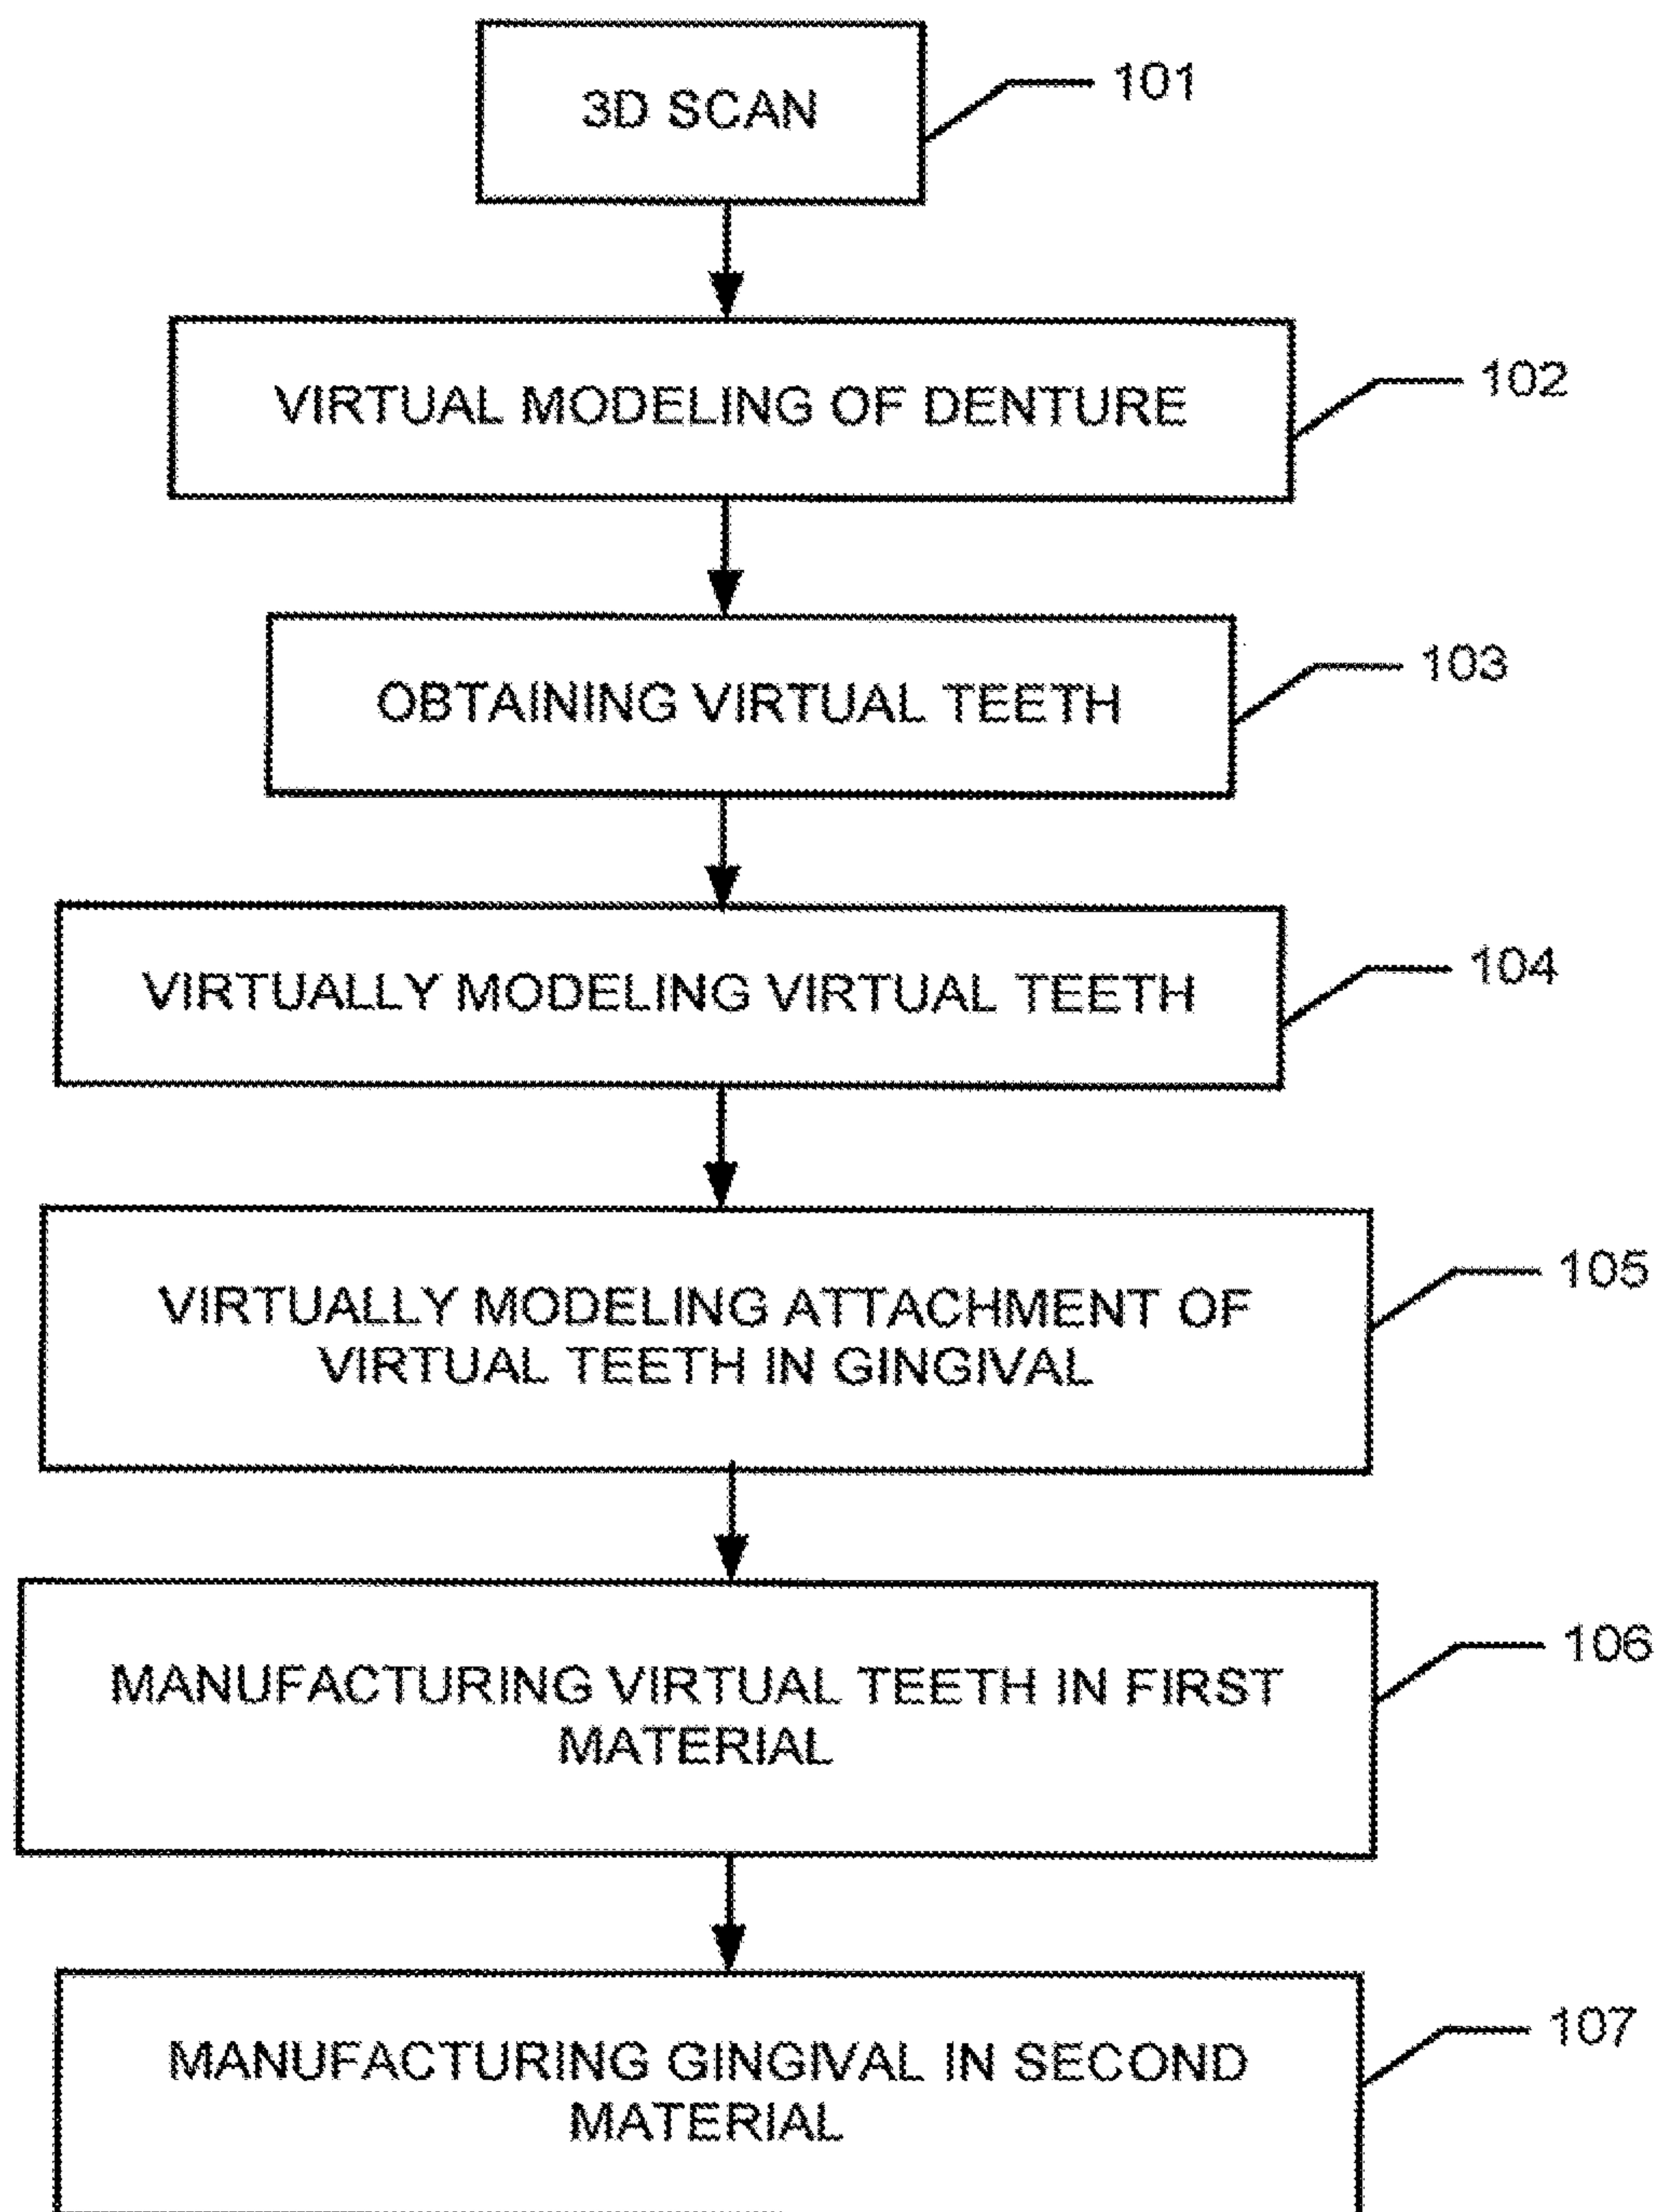 3D SCAN
101
VIRTUAL MODELING OF DENTURE
102
OBTAINING VIRTUAL TEETH
103
VIRTUALLY MODELING VIRTUAL TEETH
104
VIRTUALLY MODELING ATTACHMENT OF
VIRTUAL TEETH IN GINGIVAL
105
MANUFACTURING VIRTUAL TEETH IN FIRST
MATERIAL
106
MANUFACTURING GINGIVAL IN SECOND
MATERIAL
107